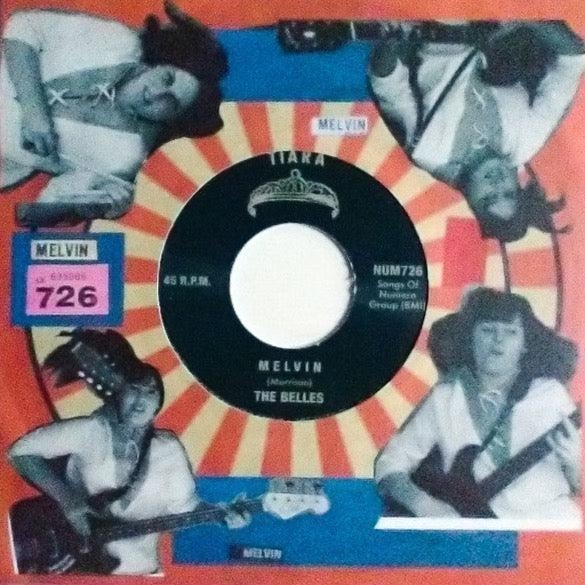 MELVIN
TIARA
MELVIN
726
45 R.P.M.
NUM726
Songs Of
Numero
Group (BMI)
MELVIN
(Morrison)
THE BELLES
MELVIN